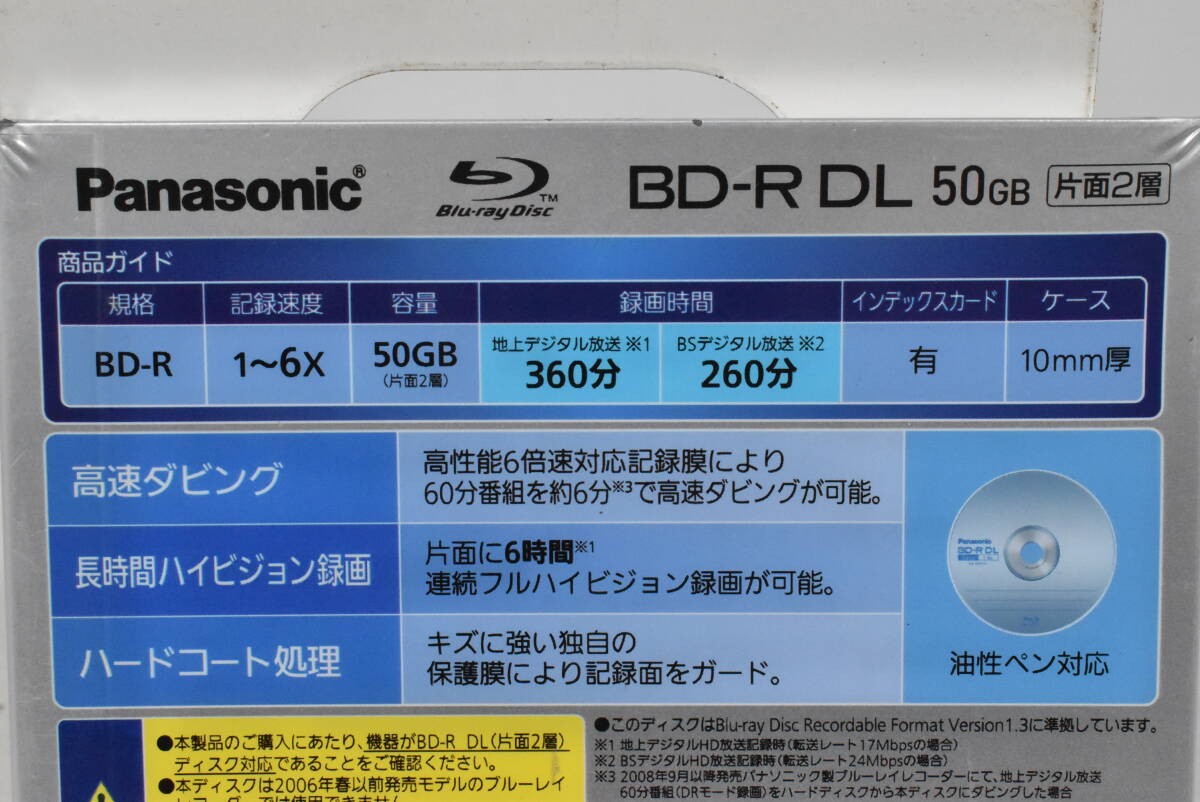 Panasonic®
Blu-ray Disc™
BD-R DL 50GB 片面2層
商品ガイド
規格 記録速度 容量 録画時間 インデックスカード ケース
BD-R 1〜6X 50GB (片面2層) 地上デジタル放送 ※1 360分 BSデジタル放送 ※2 260分 有 10mm厚
高速ダビング
高性能6倍速対応記録膜により
60分番組を約6分※3で高速ダビングが可能。
長時間ハイビジョン録画
片面に6時間※1
連続フルハイビジョン録画が可能。
ハードコート処理
キズに強い独自の
保護膜により記録面をガード。
Panasonic
BD-R DL
油性ペン対応
●本製品のご購入にあたり、機器がBD-R DL(片面2層)
ディスク対応であることをご確認ください。
●本ディスクは2006年春以前発売モデルのブルーレイ
レコーダーでは使用できません
●このディスクはBlu-ray Disc Recordable Format Version1.3に準拠しています。
※1 地上デジタルHD放送記録時(転送レート17Mbpsの場合)
※2 BSデジタルHD放送記録時(転送レート24Mbpsの場合)
※3 2008年9月以降発売パナソニック製ブルーレイレコーダーにて、地上デジタル放送
60分番組(DRモード録画)をハードディスクから本ディスクにダビングした場合